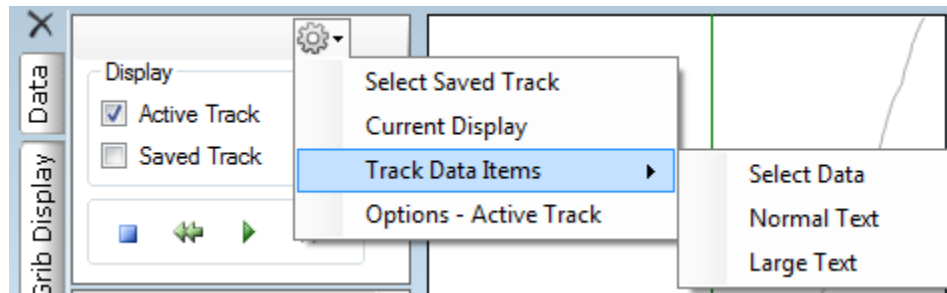 Data
Grib Display
Display
Active Track
Saved Track
Select Saved Track
Current Display
Track Data Items
Options - Active Track
Select Data
Normal Text
Large Text